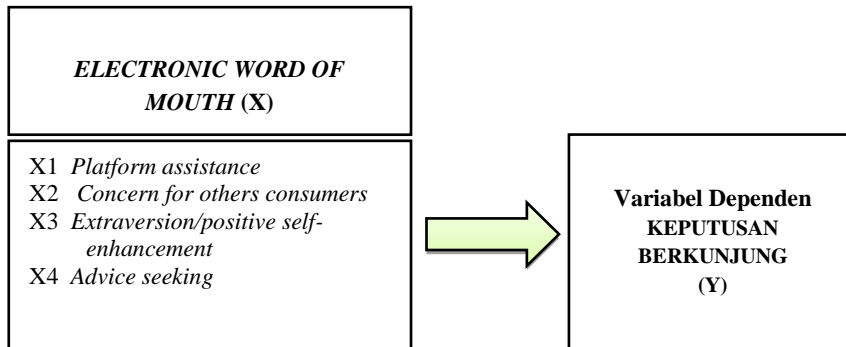 ELECTRONIC WORD OF
MOUTH (X)
X1 Platform assistance
X2 Concern for others consumers
X3 Extraversion/positive self-
enhancement
X4 Advice seeking
Variabel Dependen
KEPUTUSAN
BERKUNJUNG
(Y)